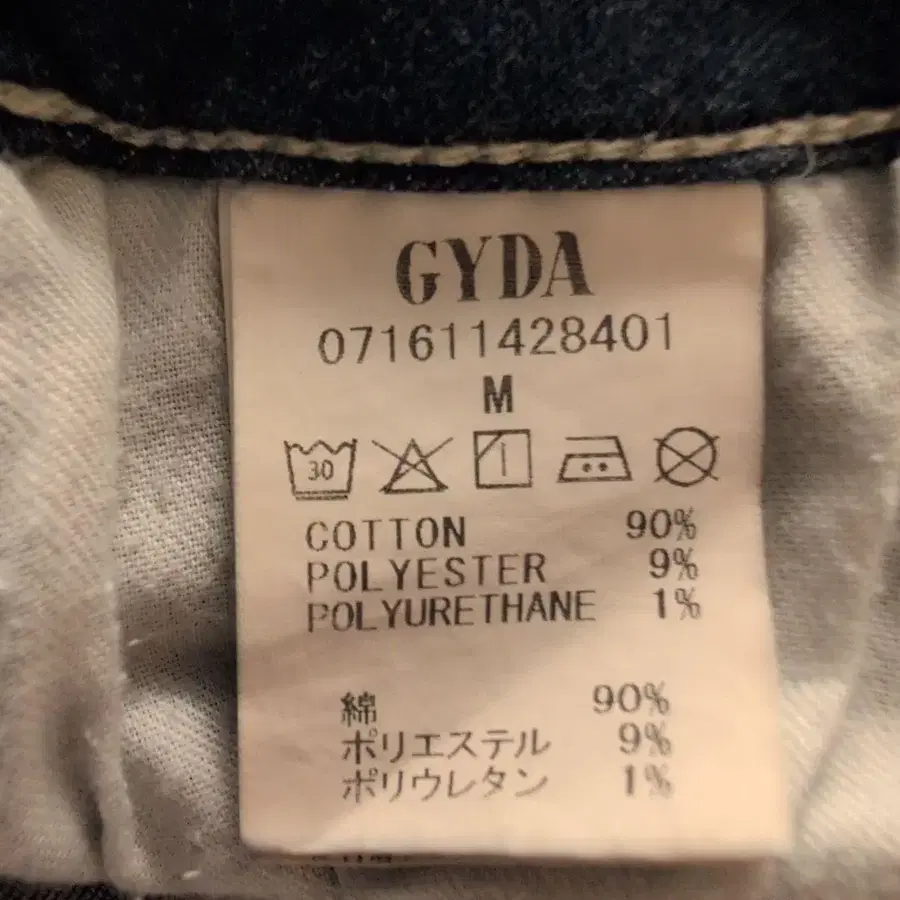 GYDA
071611428401
M
30
COTTON 90%
POLYESTER 9%
POLYURETHANE 1%
綿 90%
ポリエステル 9%
ポリウレタン 1%